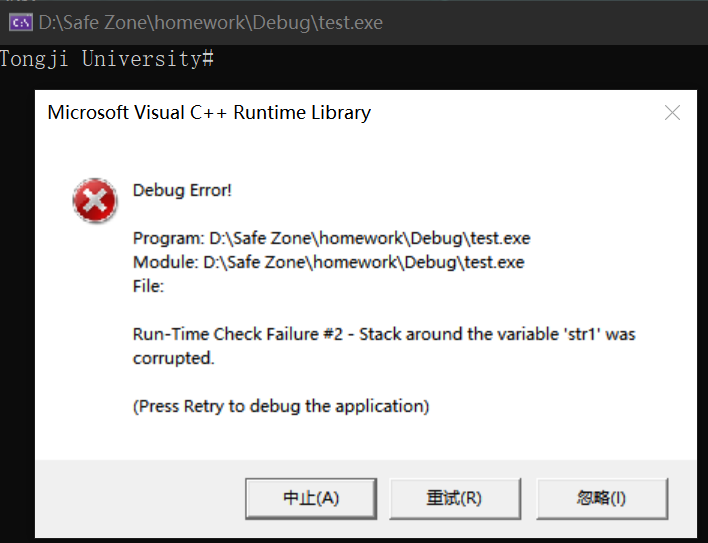 D:\Safe Zone\homework\Debug\test.exe
Tongji University#
Microsoft Visual C++ Runtime Library
Debug Error!
Program: D:\Safe Zone\homework\Debug\test.exe
Module: D:\Safe Zone\homework\Debug\test.exe
File:
Run-Time Check Failure #2 - Stack around the variable 'str1' was
corrupted.
(Press Retry to debug the application)
中止(A) 重试(R) 忽略(I)